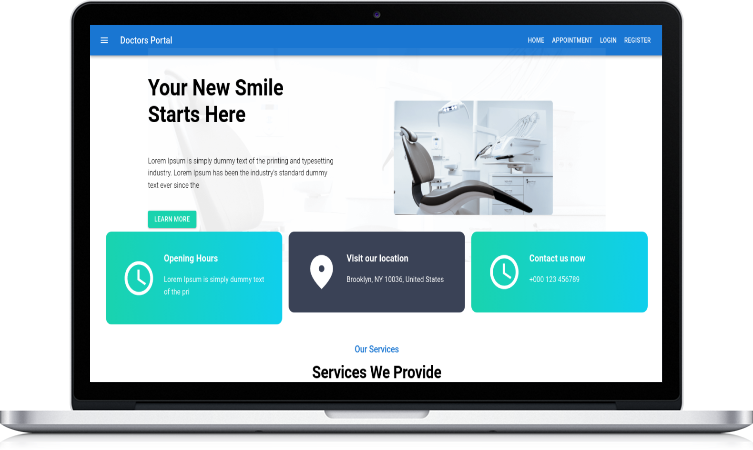 Doctors Portal
HOME APPOINTMENT LOGIN REGISTER
Your New Smile
Starts Here
Lorem Ipsum is simply dummy text of the printing and typesetting
industry. Lorem Ipsum has been the industry's standard dummy
text ever since the
LEARN MORE
Opening Hours
Lorem Ipsum is simply dummy text
of the pri
Visit our location
Brooklyn, NY 10036, United States
Contact us now
+000 123 456789
Our Services
Services We Provide